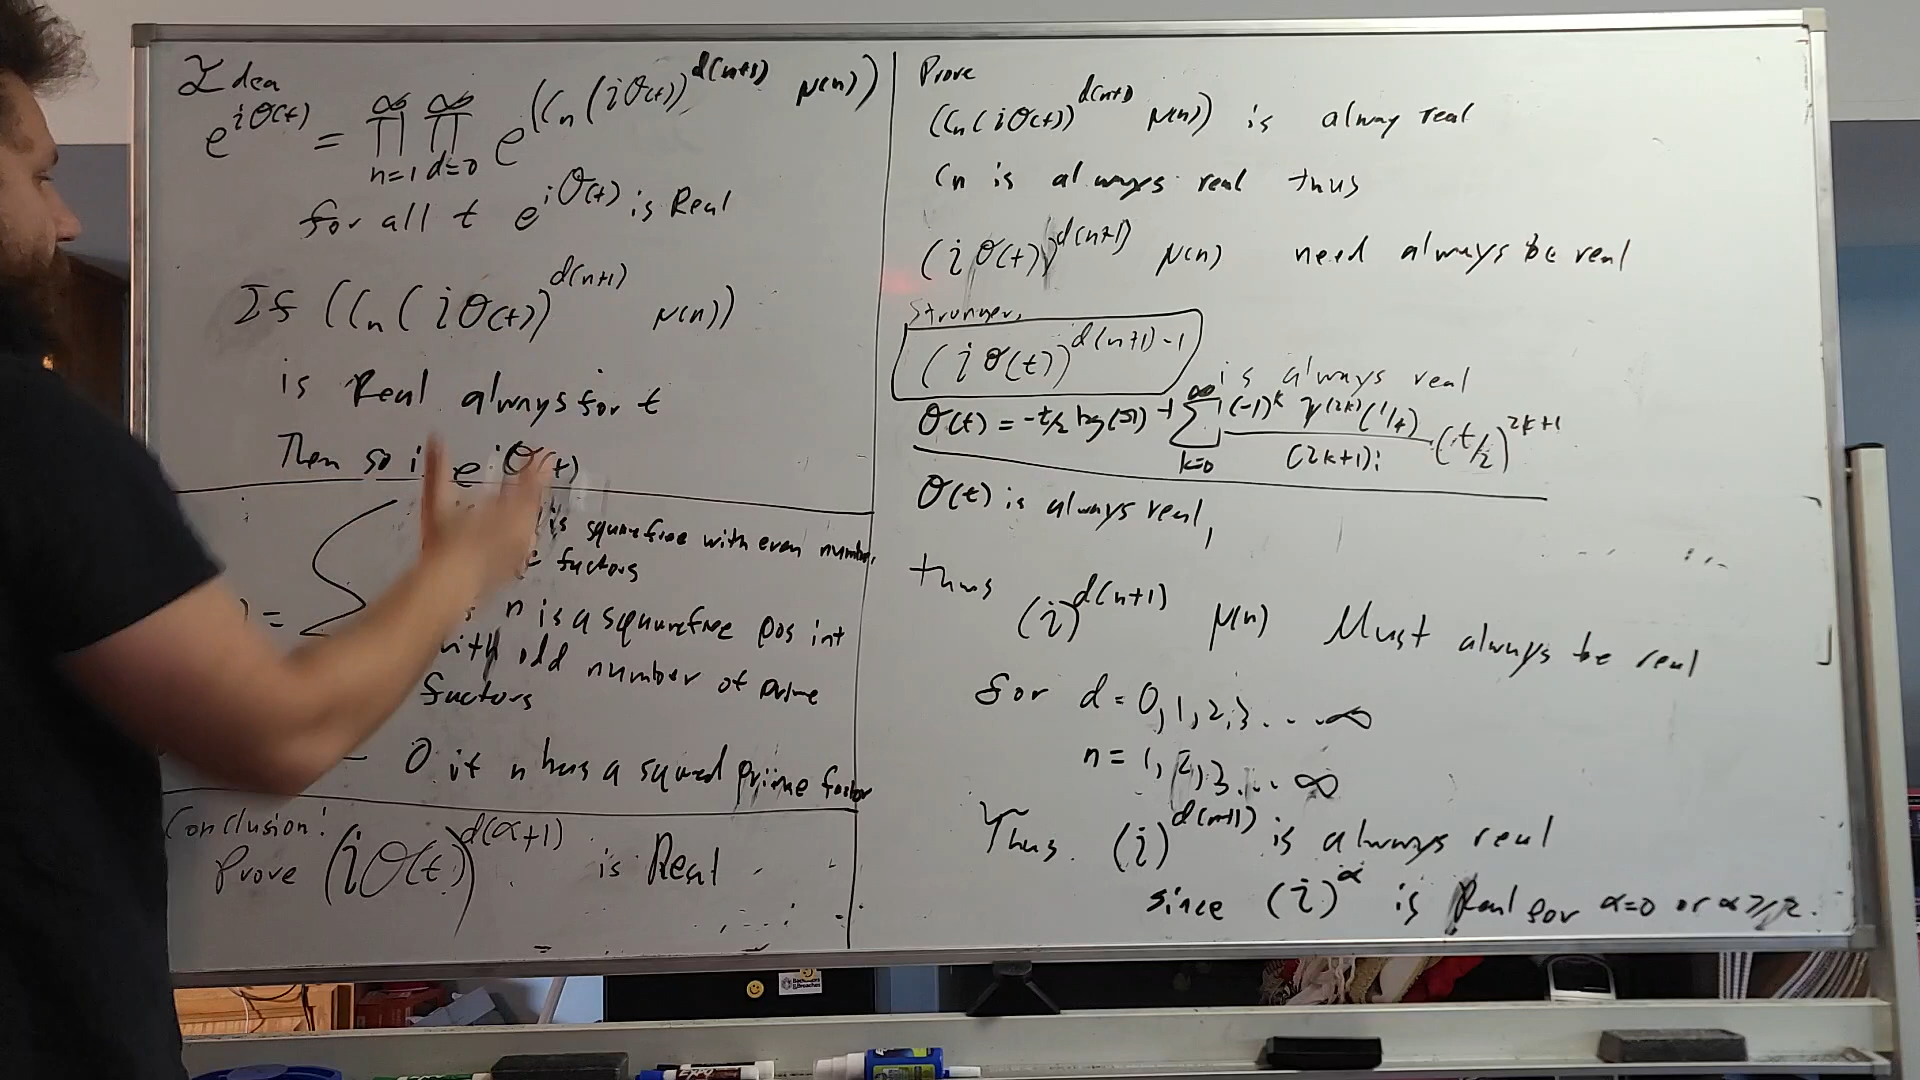 Idea
e^{iθ(t)} = ∏_{n=1}^{∞} ∏_{d=0}^{∞} e^{(C_n (iθ(t))^{d(n+1)} μ(n))}
for all t e^{iθ(t)} is Real
If (C_n (iθ(t))^{d(n+1)} μ(n))
is Real always for t
Then so i e^{iθ(t)}
is squarefree with even number
factors
) =
n is a squarefree pos int
with odd number of prime
factors
0 if n has a squred priime factor
Conclusion:
Prove (iθ(t))^{d(α+1)} is Real
Prove
(C_n (iθ(t))^{d(n+1)} μ(n)) is alway real
C_n is always real thus
(iθ(t))^{d(n+1)} μ(n) need always be real
Stronger,
(iθ(t))^{d(n+1)-1} is always real
θ(t) = -t/2 log(π) + ∑_{k=0}^{∞} (-1)^k ψ^{(2k)}(1/4) / (2k+1)! (t/2)^{2k+1}
θ(t) is always real,
thus (i)^{d(n+1)} μ(n) Must always be real
for d = 0, 1, 2, 3 . . . ∞
n = 1, 2, 3 . . . ∞
Thus (i)^{d(n+1)} is always real
since (i)^α is Real for α=0 or α≥2.
EXPO